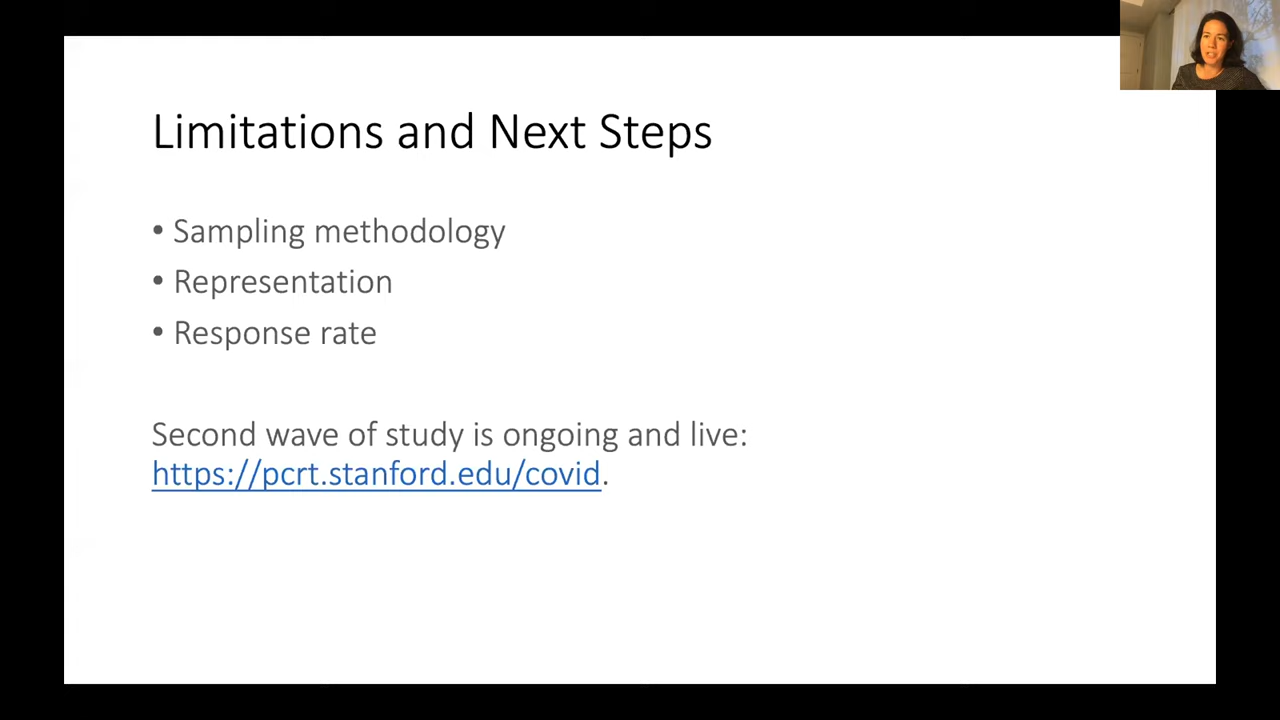 Limitations and Next Steps
• Sampling methodology
• Representation
• Response rate
Second wave of study is ongoing and live:
https://pcrt.stanford.edu/covid.